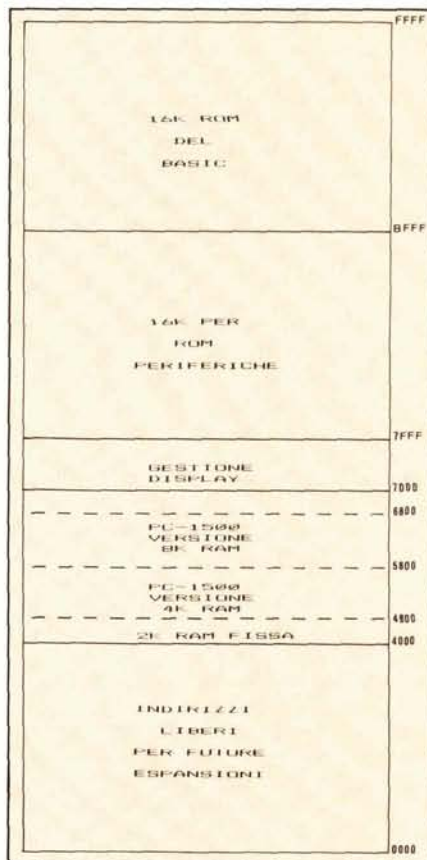 FFFF
16K ROM
DEL
BASIC
BFFF
16K PER
ROM
PERIFERICHE
7FFF
GESTIONE
DISPLAY
7000
6800
PC-1500
VERSIONE
8K RAM
5800
PC-1500
VERSIONE
4K RAM
4800
2K RAM FISSA
4000
INDIRIZZI
LIBERI
PER FUTURE
ESPANSIONI
0000